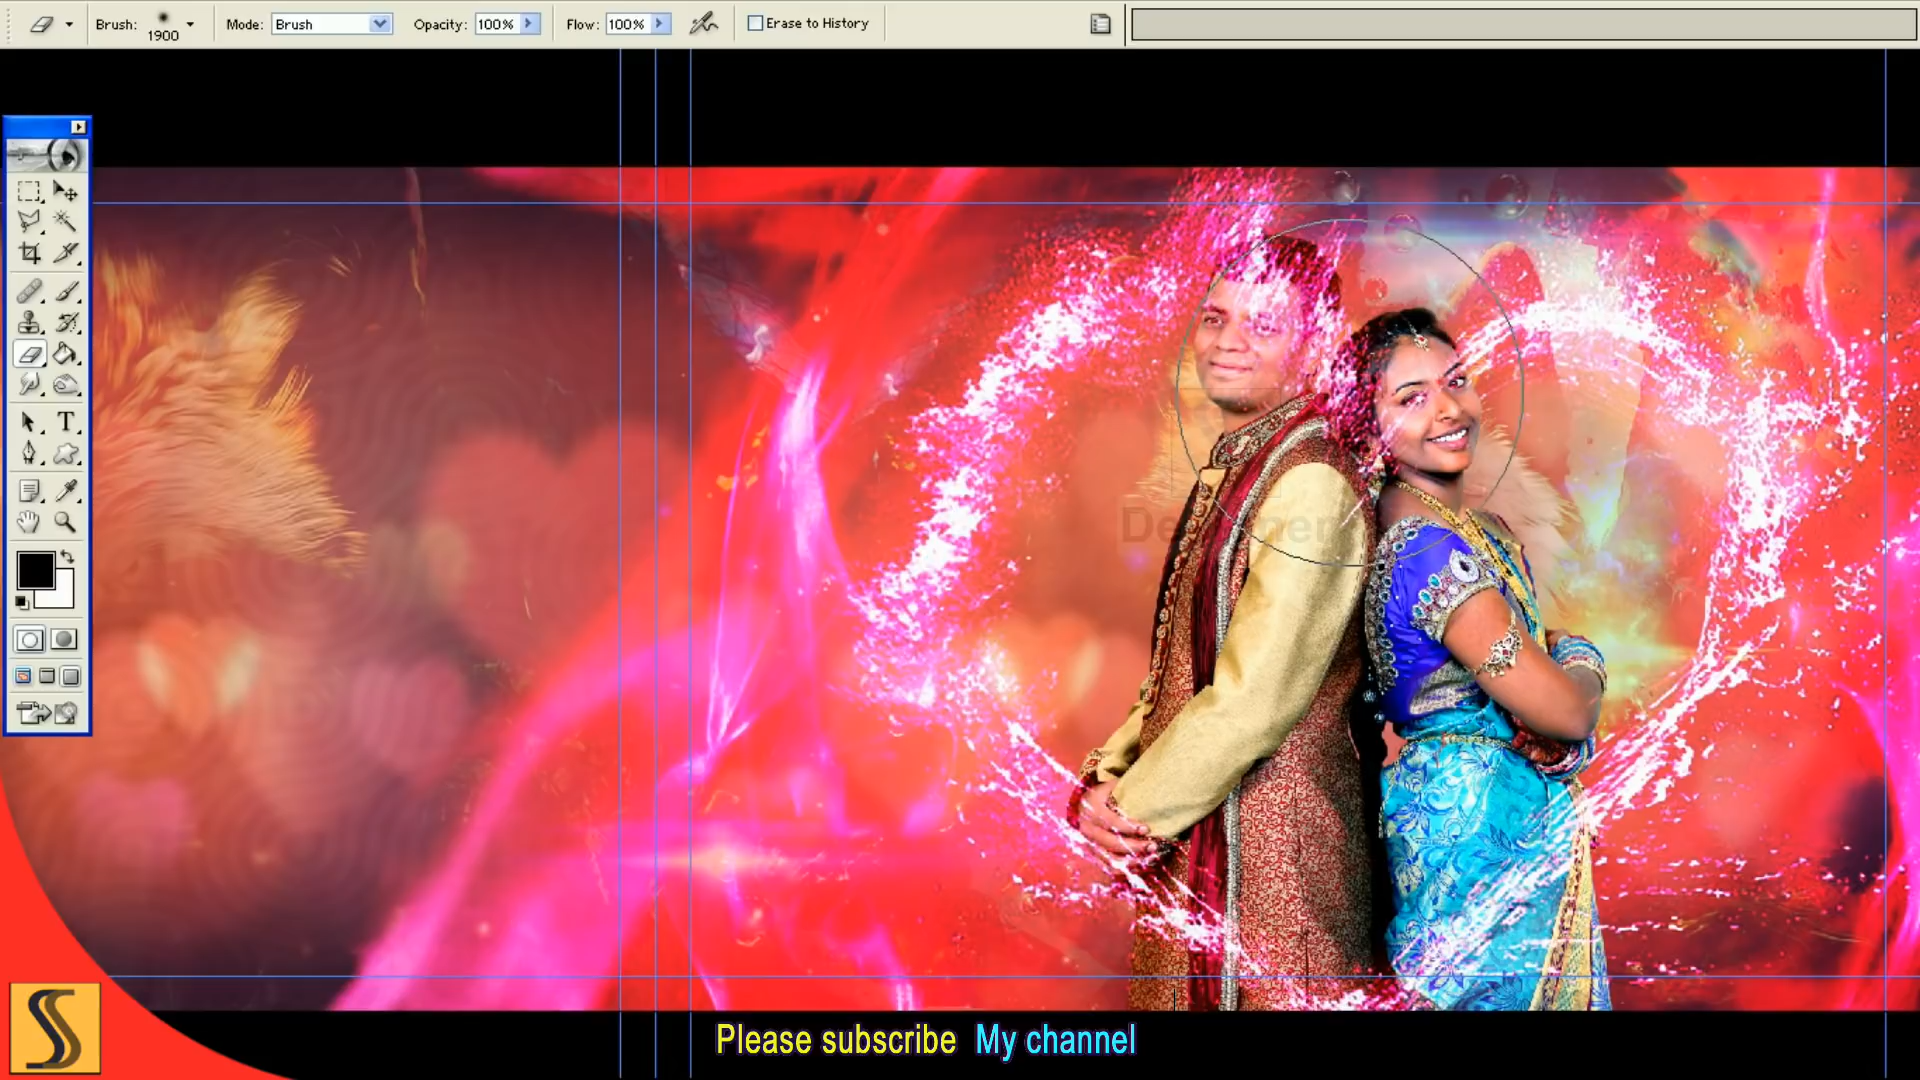 Brush: 1900 Mode: Brush Opacity: 100% Flow: 100% Erase to History
T
Please subscribe My channel